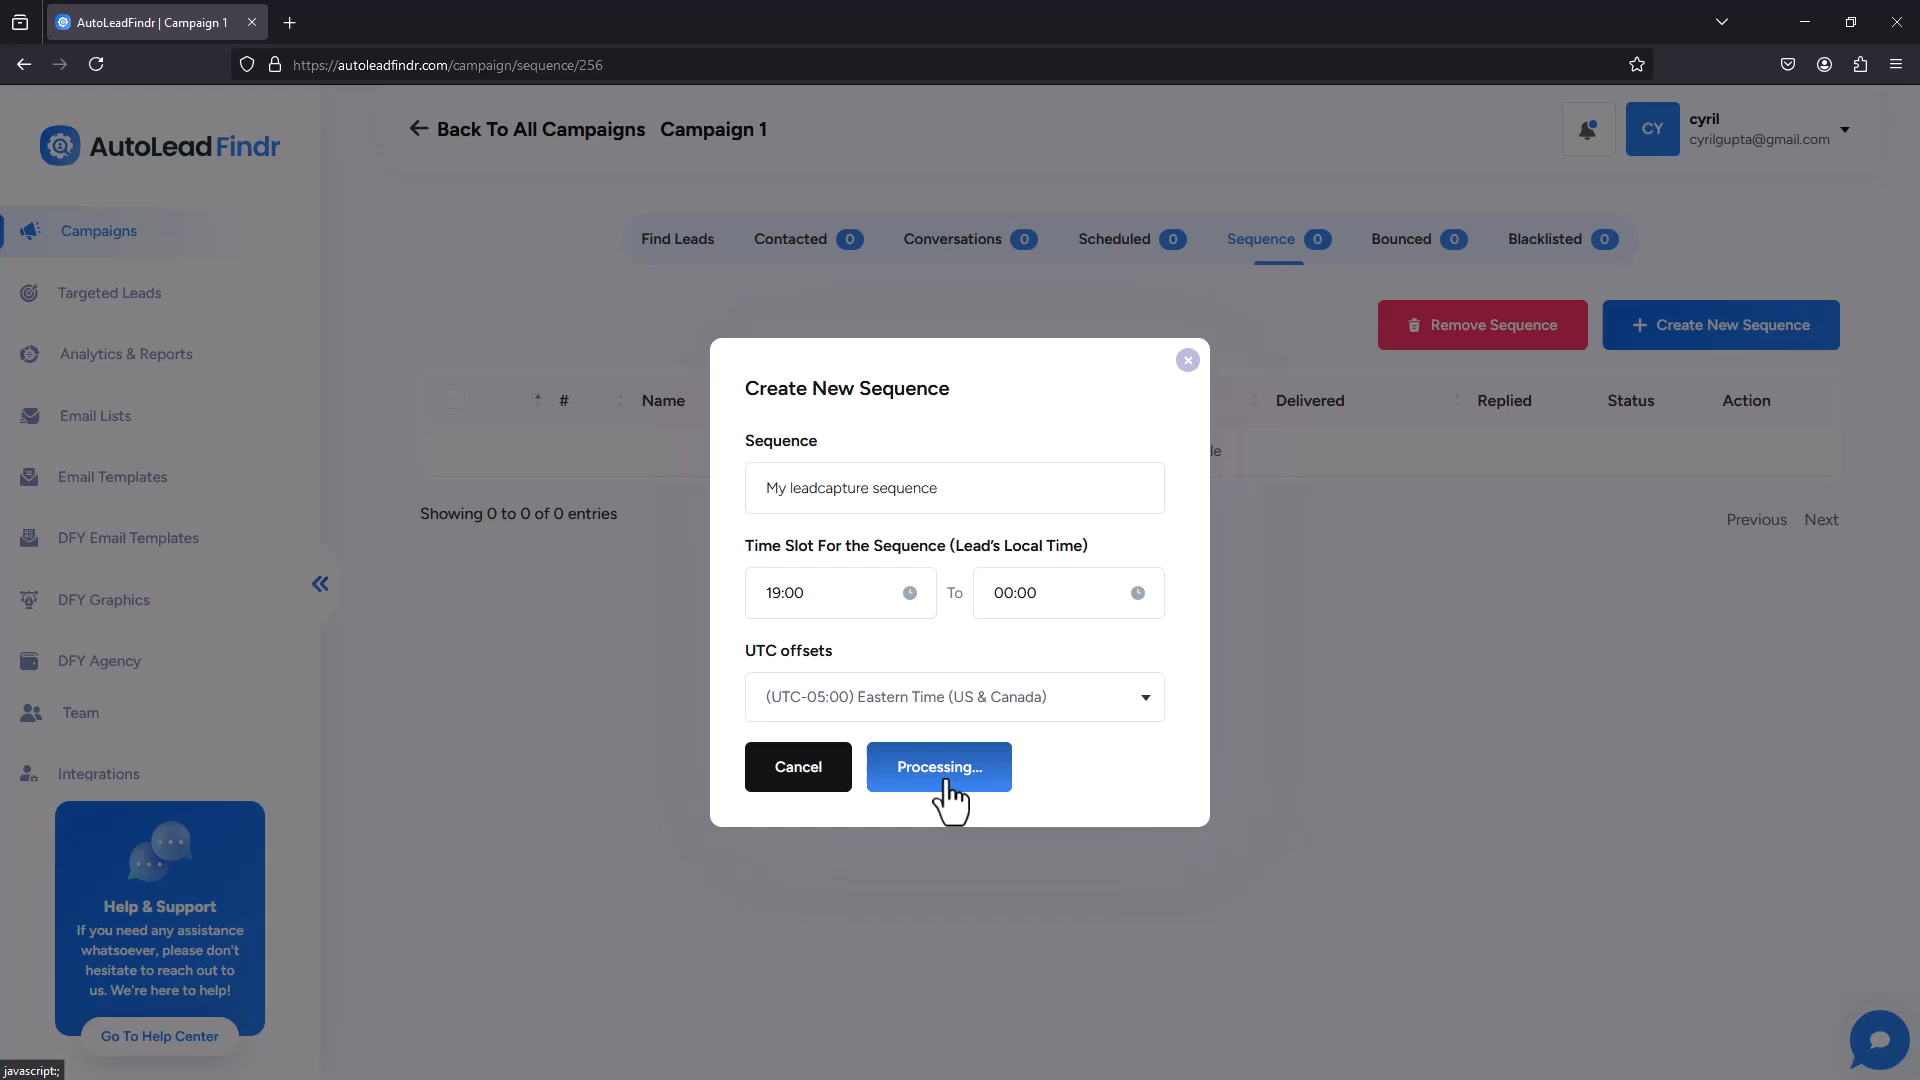 AutoLeadFindr | Campaign 1
https://autoleadfindr.com/campaign/sequence/256
AutoLead Findr
Back To All Campaigns Campaign 1
CY
cyril
cyrilgupta@gmail.com
Campaigns
Targeted Leads
Analytics & Reports
Email Lists
Email Templates
DFY Email Templates
DFY Graphics
DFY Agency
Team
Integrations
Help & Support
If you need any assistance
whatsoever, please don't
hesitate to reach out to
us. We're here to help!
Go To Help Center
Find Leads Contacted 0 Conversations 0 Scheduled 0 Sequence 0 Bounced 0 Blacklisted 0
Remove Sequence Create New Sequence
# Name Delivered Replied Status Action
Showing 0 to 0 of 0 entries
Previous Next
Create New Sequence
Sequence
My leadcapture sequence
Time Slot For the Sequence (Lead's Local Time)
19:00 To 00:00
UTC offsets
(UTC-05:00) Eastern Time (US & Canada)
Cancel Processing...
javascript:;